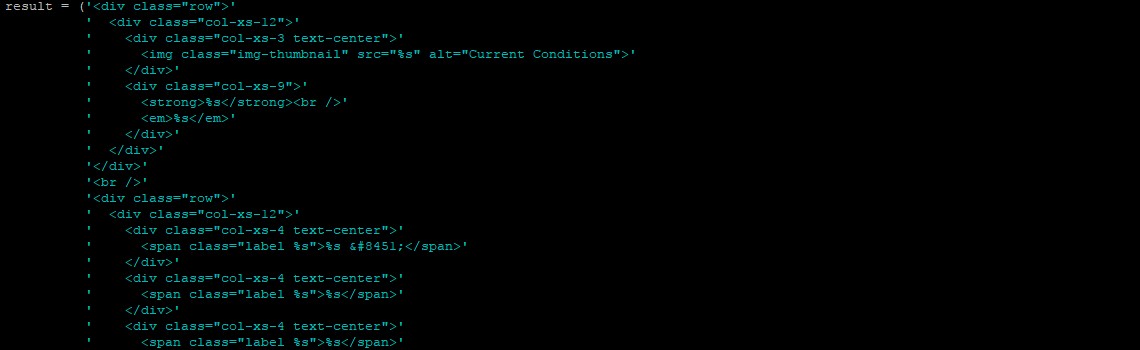 result = ('<div class="row">'
'  <div class="col-xs-12">'
'    <div class="col-xs-3 text-center">'
'      <img class="img-thumbnail" src="%s" alt="Current Conditions">'
'    </div>'
'    <div class="col-xs-9">'
'      <strong>%s</strong><br />'
'      <em>%s</em>'
'    </div>'
'  </div>'
'</div>'
'<br />'
'<div class="row">'
'  <div class="col-xs-12">'
'    <div class="col-xs-4 text-center">'
'      <span class="label %s">%s &#8451;</span>'
'    </div>'
'    <div class="col-xs-4 text-center">'
'      <span class="label %s">%s</span>'
'    </div>'
'    <div class="col-xs-4 text-center">'
'      <span class="label %s">%s</span>'